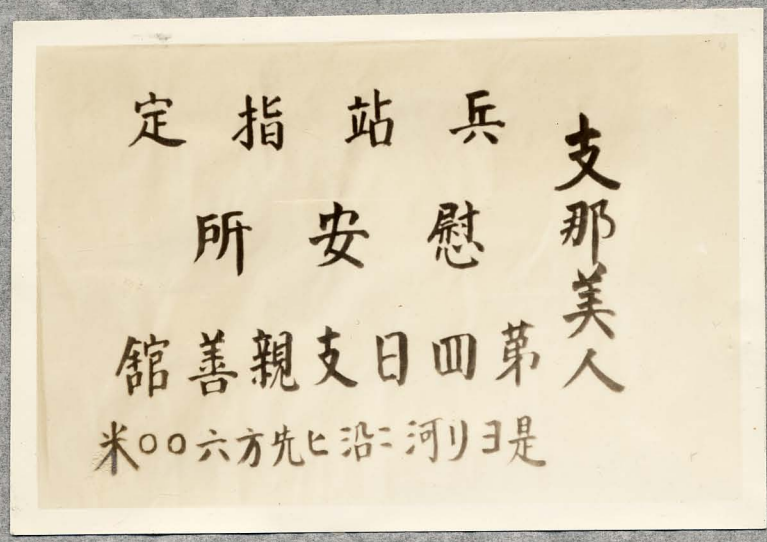 支那美人
兵站指定
慰安所
第四日支親善館
是ヨリ河ニ沿ヒ先方六〇〇米